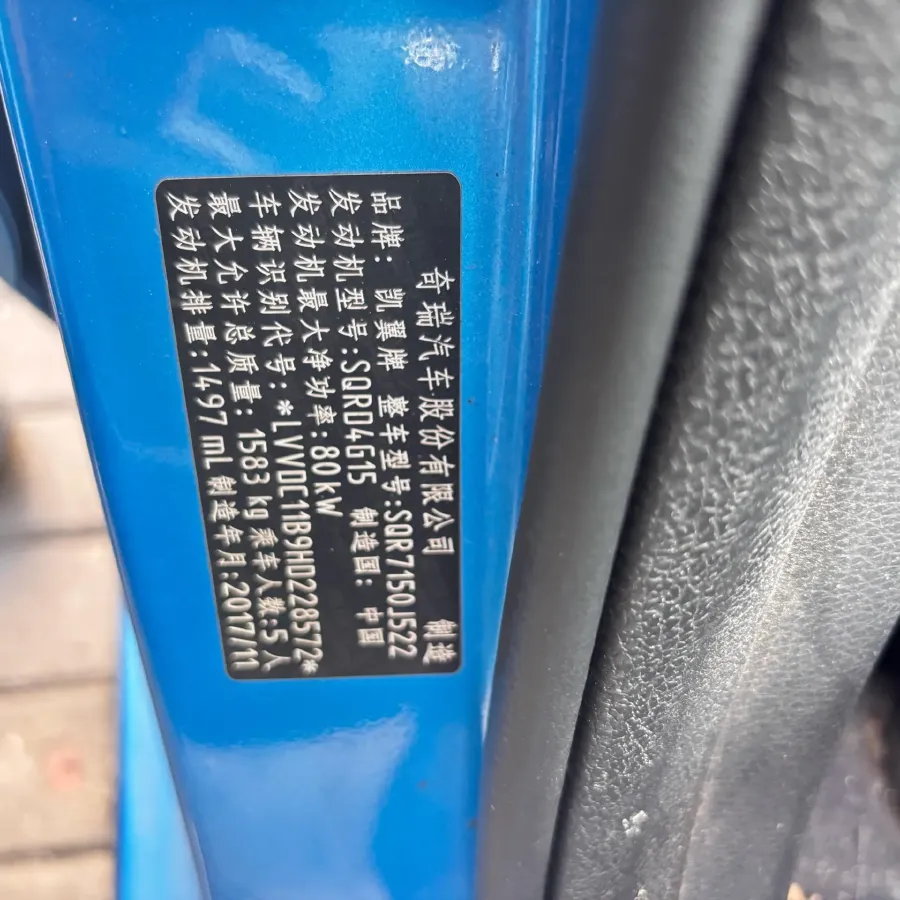 奇瑞汽车股份有限公司 制造
品牌: 凯翼牌 整车型号:SQR7150J522
发动机型号:SQRD4G15 制造国: 中国
发动机最大净功率:80kW
车辆识别代号:*LVVDC11B9HD228572*
最大允许总质量: 1583 kg 乘车人数:5人
发动机排量:1497 mL 制造年月:2017/11